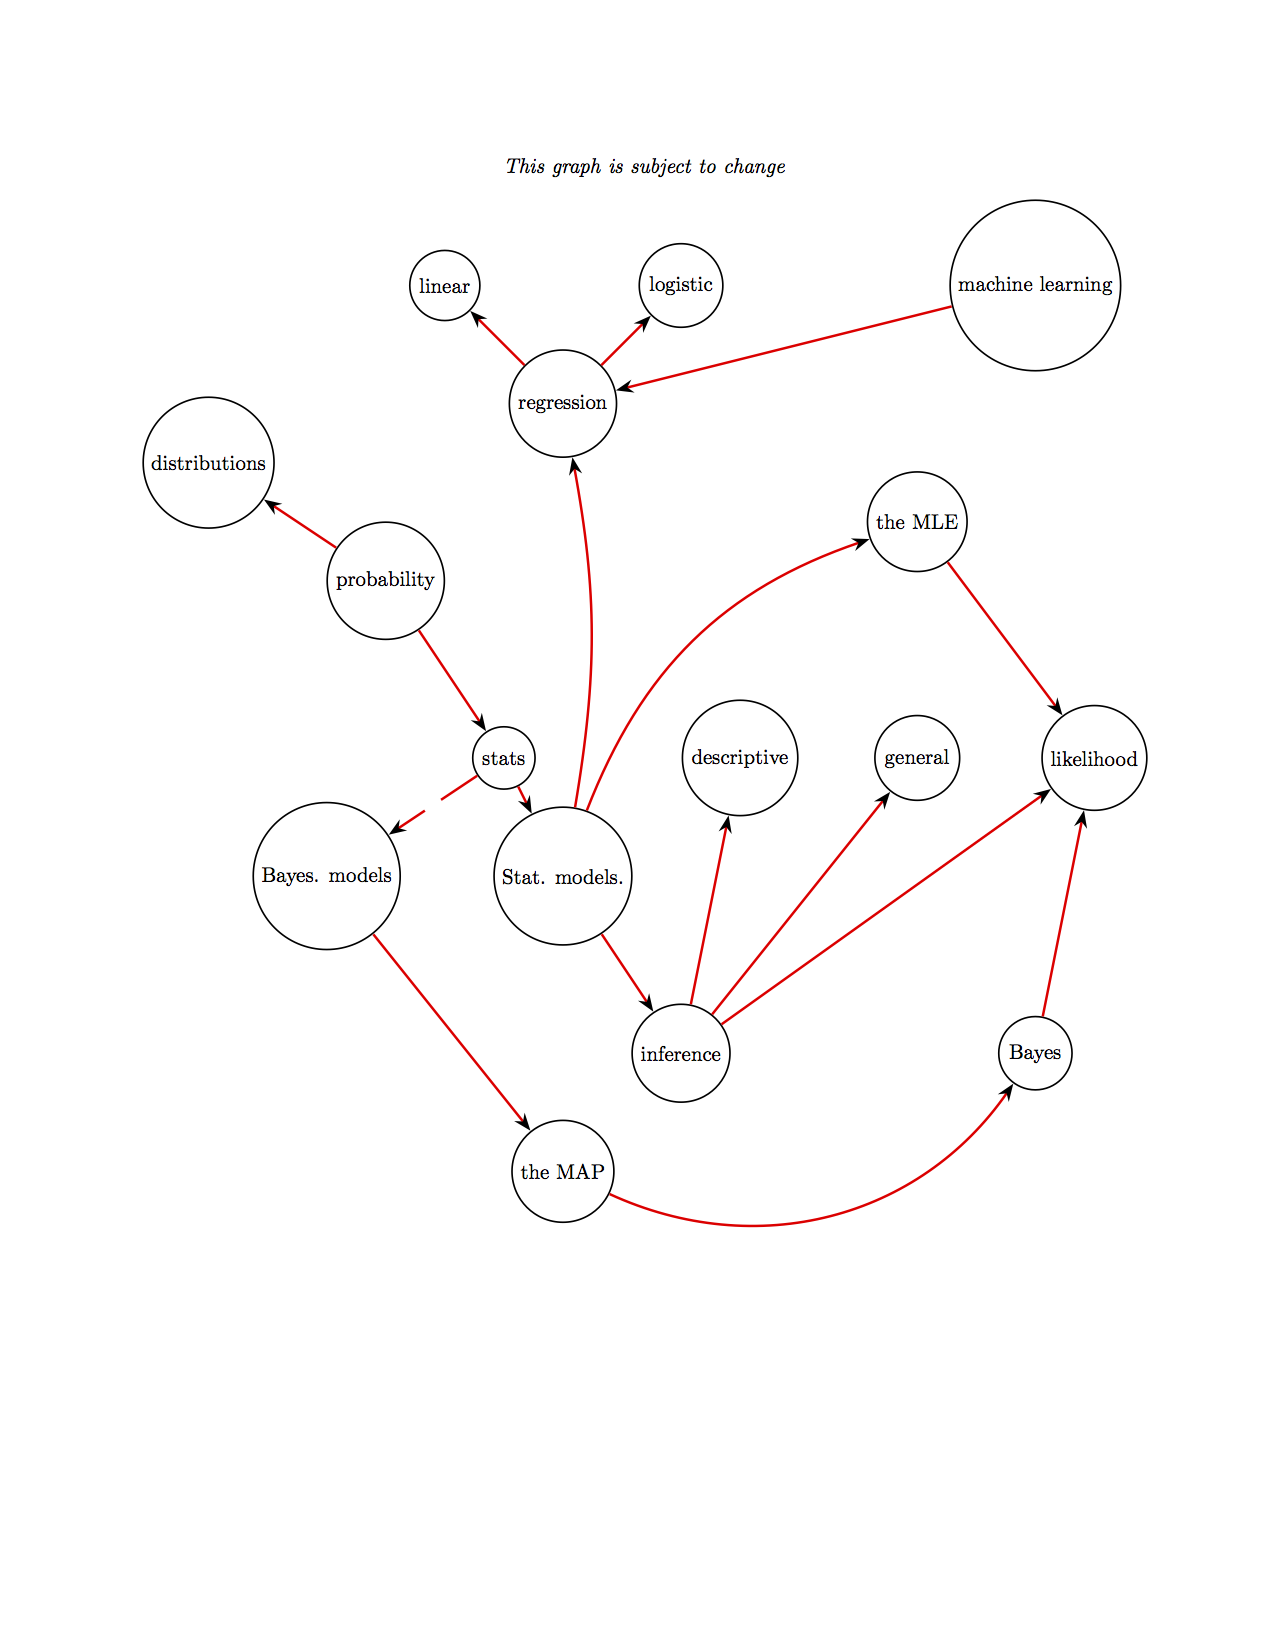 This graph is subject to change
linear
logistic
machine learning
regression
distributions
the MLE
probability
stats
descriptive
general
likelihood
Bayes. models
Stat. models.
inference
Bayes
the MAP